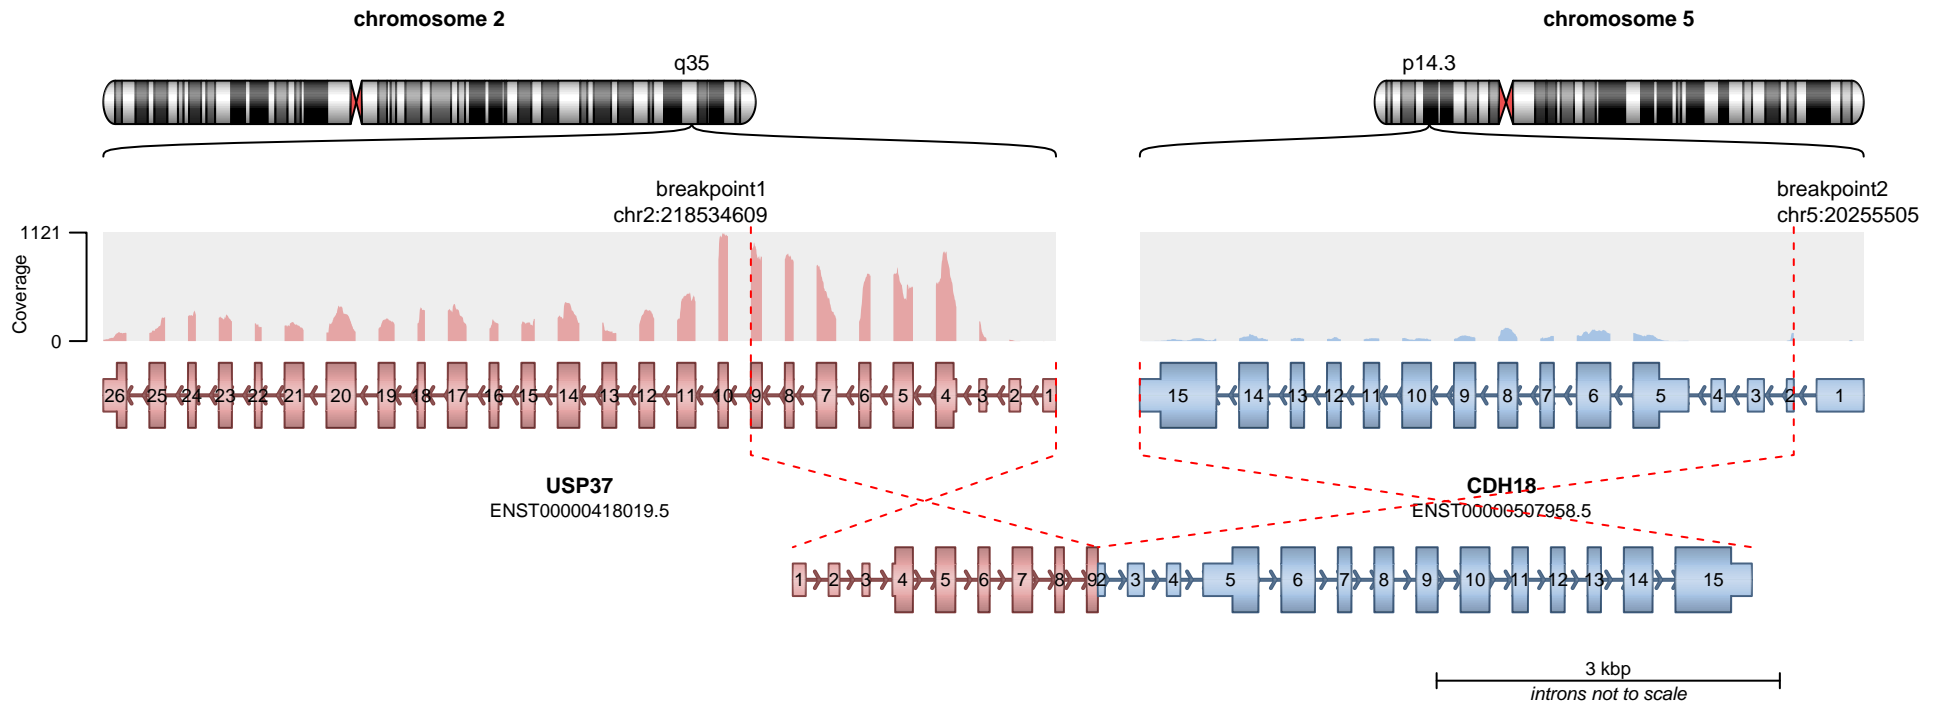 chromosome 2
chromosome 5
q35
p14.3
breakpoint1
chr2:218534609
breakpoint2
chr5:20255505
1121
Coverage
0
26 25 24 23 22 21 20 19 18 17 16 15 14 13 12 11 10 9 8 7 6 5 4 3 2 1
15 14 13 12 11 10 9 8 7 6 5 4 3 2 1
USP37
ENST00000418019.5
CDH18
ENST00000507958.5
1 2 3 4 5 6 7 8 9 2 3 4 5 6 7 8 9 10 11 12 13 14 15
3 kbp
introns not to scale